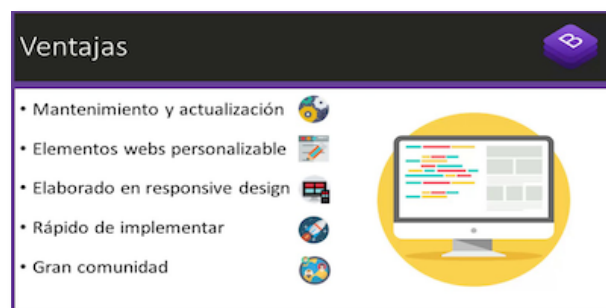 Ventajas
B
• Mantenimiento y actualización
• Elementos webs personalizable
• Elaborado en responsive design
• Rápido de implementar
• Gran comunidad